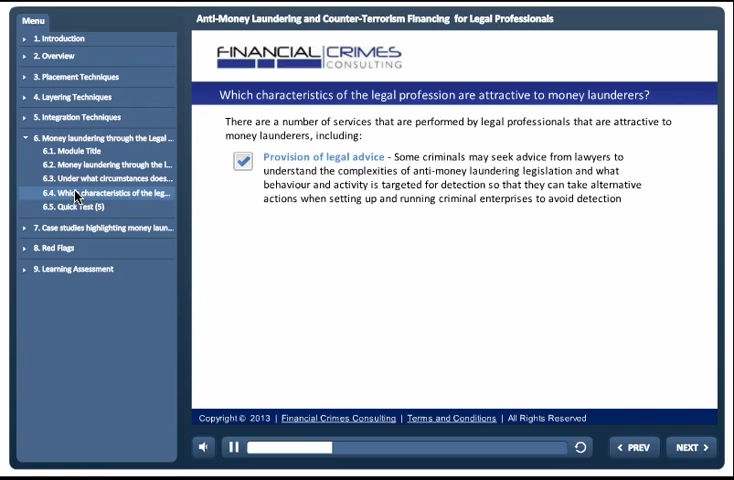 Anti-Money Laundering and Counter-Terrorism Financing for Legal Professionals
Menu
1. Introduction
2. Overview
3. Placement Techniques
4. Layering Techniques
5. Integration Techniques
6. Money laundering through the Legal ...
6.1. Module Title
6.2. Money laundering through the l...
6.3. Under what circumstances does...
6.4. Which characteristics of the leg...
6.5. Quick Test (5)
7. Case studies highlighting money laun...
8. Red Flags
9. Learning Assessment
FINANCIAL CRIMES
CONSULTING
Which characteristics of the legal profession are attractive to money launderers?
There are a number of services that are performed by legal professionals that are attractive to
money launderers, including:
Provision of legal advice - Some criminals may seek advice from lawyers to
understand the complexities of anti-money laundering legislation and what
behaviour and activity is targeted for detection so that they can take alternative
actions when setting up and running criminal enterprises to avoid detection
Copyright © 2013 | Financial Crimes Consulting | Terms and Conditions | All Rights Reserved
< PREV
NEXT >